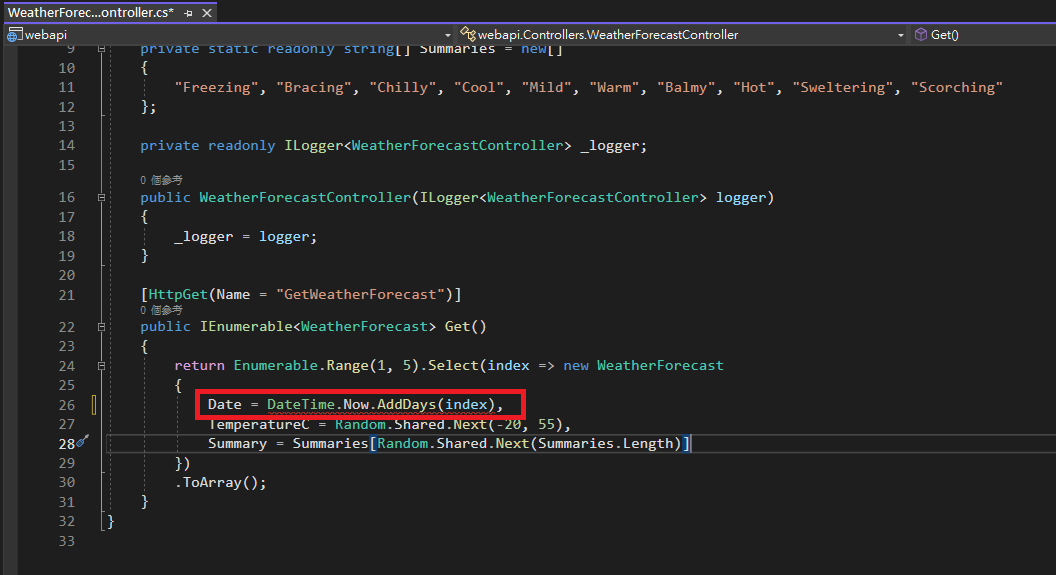 WeatherForec...ontroller.cs*
webapi webapi.Controllers.WeatherForecastController Get()
9 private static readonly string[] Summaries = new[]
10 {
11 "Freezing", "Bracing", "Chilly", "Cool", "Mild", "Warm", "Balmy", "Hot", "Sweltering", "Scorching"
12 };
13
14 private readonly ILogger<WeatherForecastController> _logger;
15
0 個參考
16 public WeatherForecastController(ILogger<WeatherForecastController> logger)
17 {
18 _logger = logger;
19 }
20
21 [HttpGet(Name = "GetWeatherForecast")]
0 個參考
22 public IEnumerable<WeatherForecast> Get()
23 {
24 return Enumerable.Range(1, 5).Select(index => new WeatherForecast
25 {
26 Date = DateTime.Now.AddDays(index),
27 TemperatureC = Random.Shared.Next(-20, 55),
28 Summary = Summaries[Random.Shared.Next(Summaries.Length)]
29 })
30 .ToArray();
31 }
32 }
33